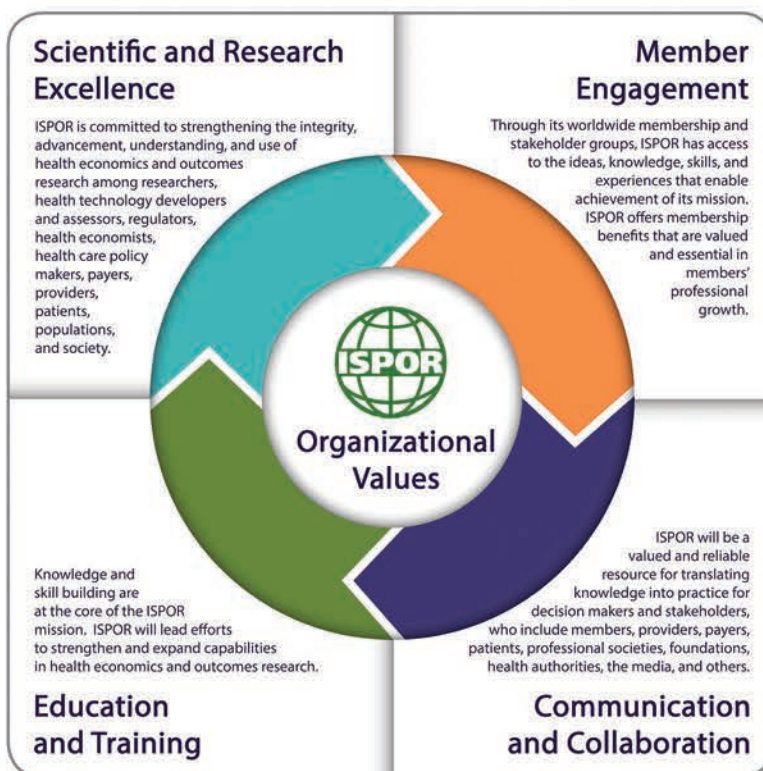 Scientific and Research
Excellence
ISPOR is committed to strengthening the integrity,
advancement, understanding, and use of
health economics and outcomes
research among researchers,
health technology developers
and assessors, regulators,
health economists,
health care policy
makers, payers,
providers,
patients,
populations,
and society.
Member
Engagement
Through its worldwide membership and
stakeholder groups, ISPOR has access
to the ideas, knowledge, skills, and
experiences that enable
achievement of its mission.
ISPOR offers membership
benefits that are valued
and essential in
members’
professional
growth.
ISPOR
Organizational
Values
Knowledge and
skill building are
at the core of the ISPOR
mission.  ISPOR will lead efforts
to strengthen and expand capabilities
in health economics and outcomes research.
Education
and Training
ISPOR will be a
valued and reliable
resource for translating
knowledge into practice for
decision makers and stakeholders,
who include members, providers, payers,
patients, professional societies, foundations,
health authorities, the media, and others.
Communication
and Collaboration